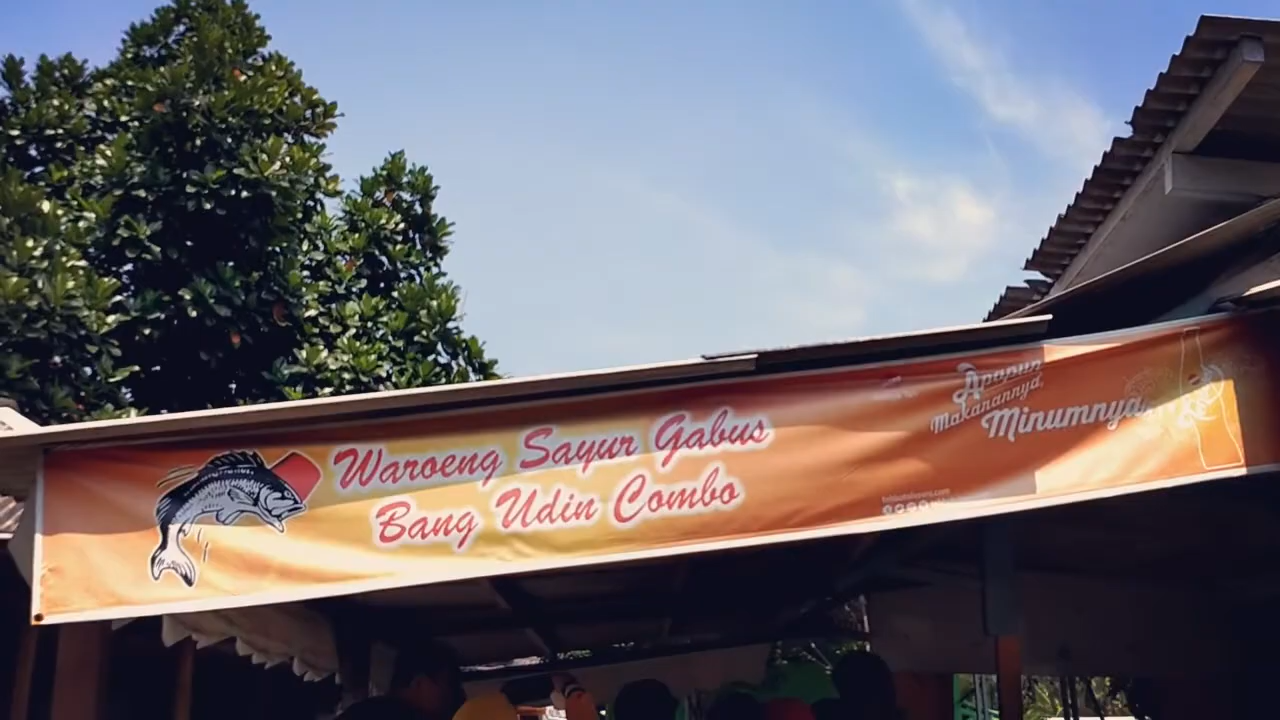 Waroeng Sayur Gabus
Bang Udin Combo
Apapun
Makanannya
Minumnya